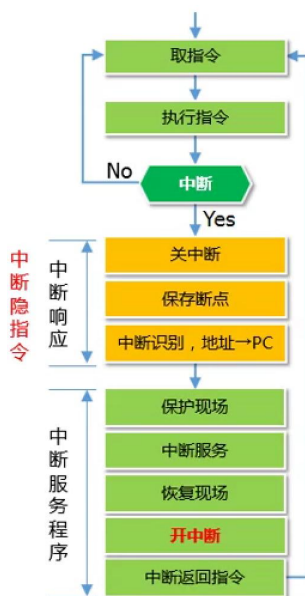 取指令
执行指令
No
中断
Yes
中断隐指令
中断响应
关中断
保存断点
中断识别，地址→PC
中断服务程序
保护现场
中断服务
恢复现场
开中断
中断返回指令